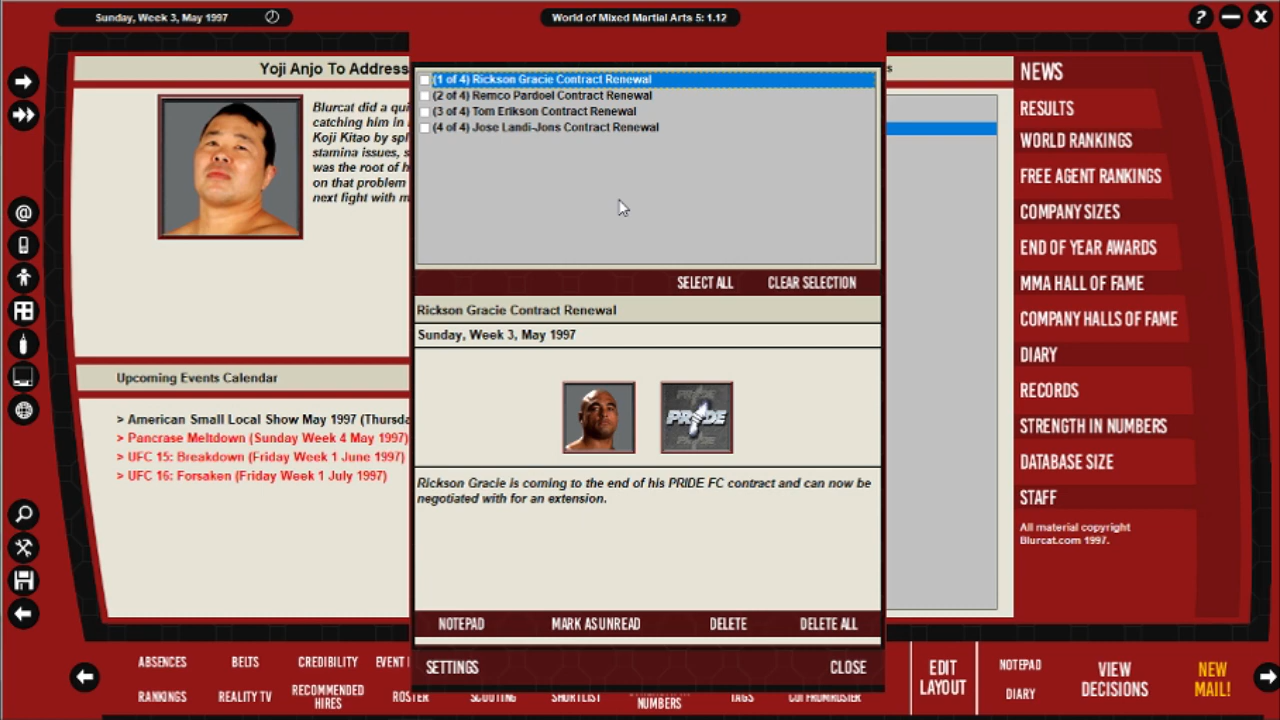 Sunday, Week 3, May 1997
World of Mixed Martial Arts 5: 1.12
?
Yoji Anjo To Address
Blurcat did a qui
catching him in
Koji Kitao by spl
stamina issues, s
was the root of h
on that problem
next fight with m
Upcoming Events Calendar
> American Small Local Show May 1997 (Thursda
> Pancrase Meltdown (Sunday Week 4 May 1997)
> UFC 15: Breakdown (Friday Week 1 June 1997)
> UFC 16: Forsaken (Friday Week 1 July 1997)
(1 of 4) Rickson Gracie Contract Renewal
(2 of 4) Remco Pardoel Contract Renewal
(3 of 4) Tom Erikson Contract Renewal
(4 of 4) Jose Landi-Jons Contract Renewal
SELECT ALL CLEAR SELECTION
Rickson Gracie Contract Renewal
Sunday, Week 3, May 1997
PRIDE
Rickson Gracie is coming to the end of his PRIDE FC contract and can now be
negotiated with for an extension.
NOTEPAD MARK AS UNREAD DELETE DELETE ALL
SETTINGS CLOSE
NEWS
RESULTS
WORLD RANKINGS
FREE AGENT RANKINGS
COMPANY SIZES
END OF YEAR AWARDS
MMA HALL OF FAME
COMPANY HALLS OF FAME
DIARY
RECORDS
STRENGTH IN NUMBERS
DATABASE SIZE
STAFF
All material copyright
Blurcat.com 1997.
ABSENCES BELTS CREDIBILITY EVENT I
RANKINGS REALITY TV RECOMMENDED HIRES ROSTER SCOUTING SHORTLIST NUMBERS TAGS
EDIT LAYOUT
NOTEPAD
DIARY
VIEW DECISIONS
NEW MAIL!